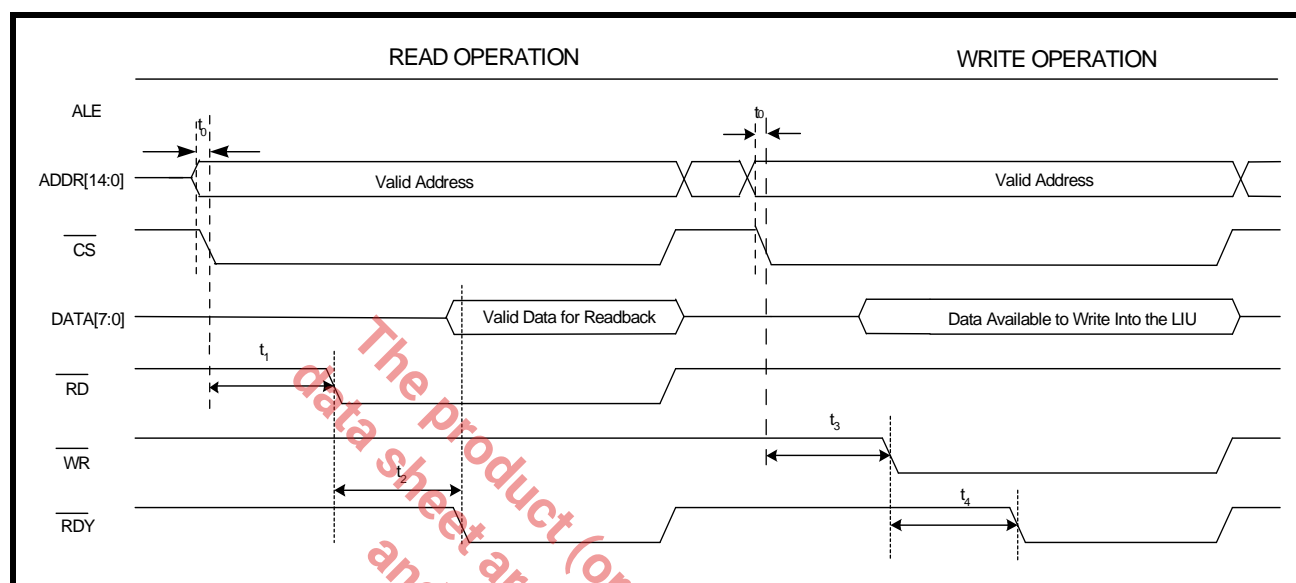 READ OPERATION WRITE OPERATION
ALE
t0 t0
ADDR[14:0] Valid Address Valid Address
CS
DATA[7:0] Valid Data for Readback Data Available to Write Into the LIU
t1
RD
t3
WR
t2
t4
RDY
The product (or
data sheet ar